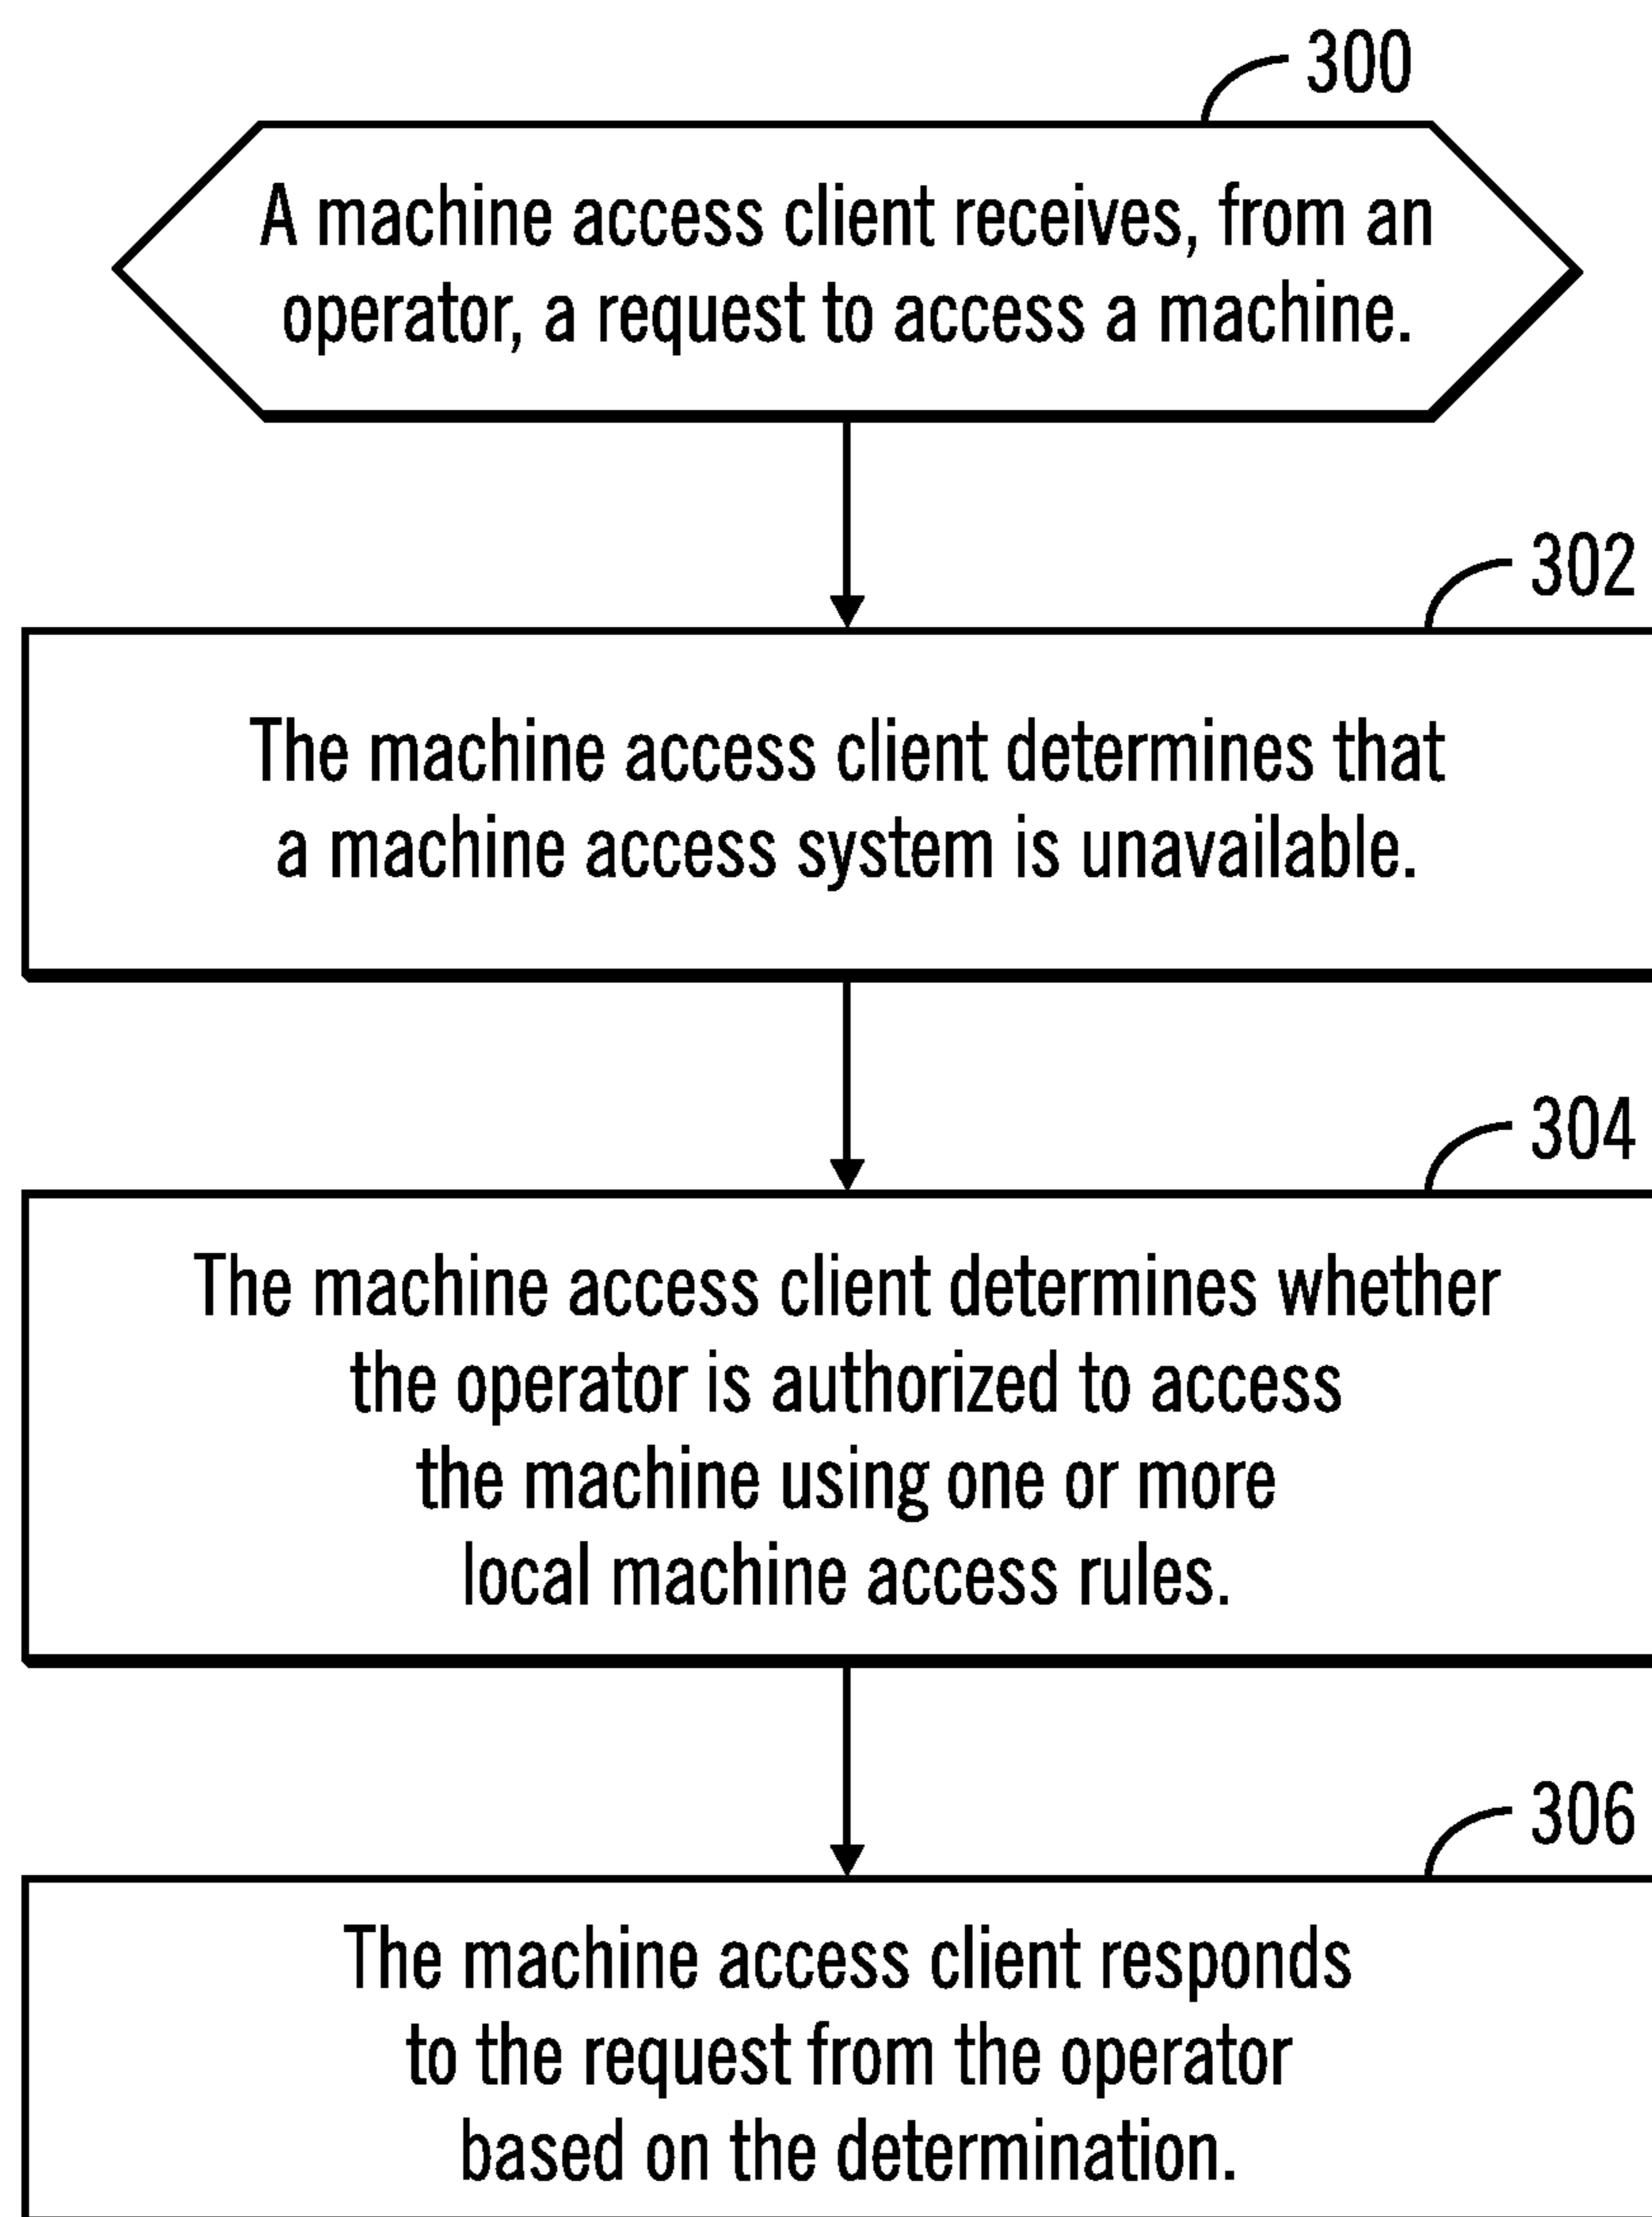 300
A machine access client receives, from an
operator, a request to access a machine.
302
The machine access client determines that
a machine access system is unavailable.
304
The machine access client determines whether
the operator is authorized to access
the machine using one or more
local machine access rules.
306
The machine access client responds
to the request from the operator
based on the determination.